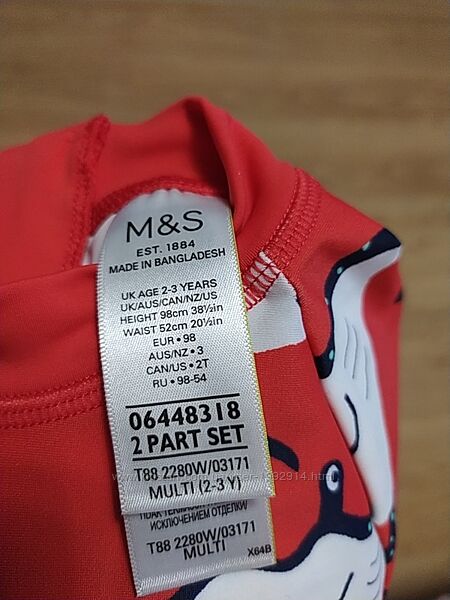 M&S
EST. 1884
MADE IN BANGLADESH
UK AGE 2-3 YEARS
UK/AUS/CAN/NZ/US
HEIGHT 98cm 38½in
WAIST 52cm 20½in
EUR • 98
AUS/NZ • 3
CAN/US • 2T
RU • 98-54
06448318
2 PART SET
T88 2280W/03171
MULTI (2-3 Y)
ИСКЛЮЧЕНИЕМ ОТДЕЛКИ
T88 2280W/03171
MULTI
X64B